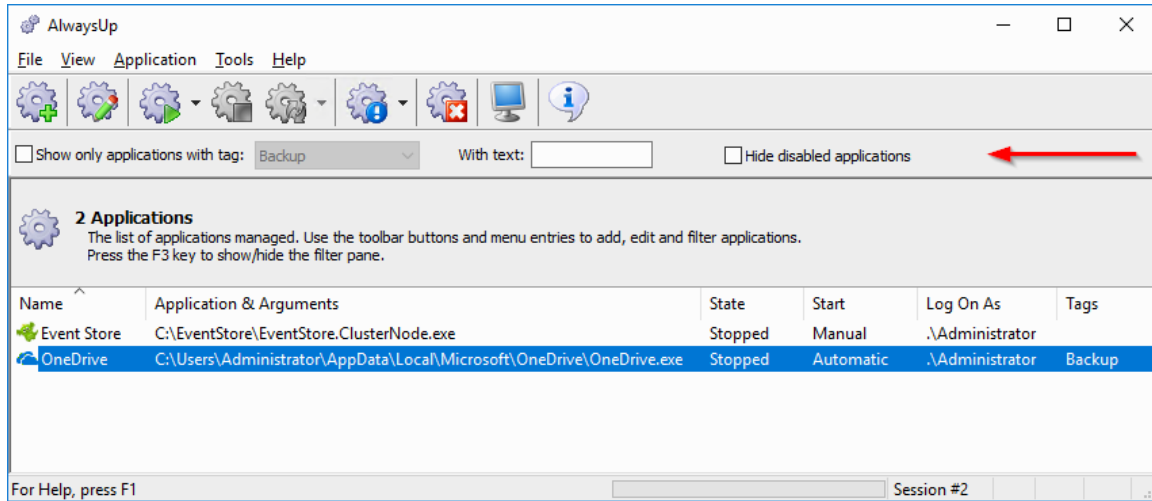 AlwaysUp
File View Application Tools Help
Show only applications with tag: Backup With text: Hide disabled applications
2 Applications
The list of applications managed. Use the toolbar buttons and menu entries to add, edit and filter applications.
Press the F3 key to show/hide the filter pane.
Name Application & Arguments State Start Log On As Tags
Event Store C:\EventStore\EventStore.ClusterNode.exe Stopped Manual .\Administrator
OneDrive C:\Users\Administrator\AppData\Local\Microsoft\OneDrive\OneDrive.exe Stopped Automatic .\Administrator Backup
For Help, press F1 Session #2